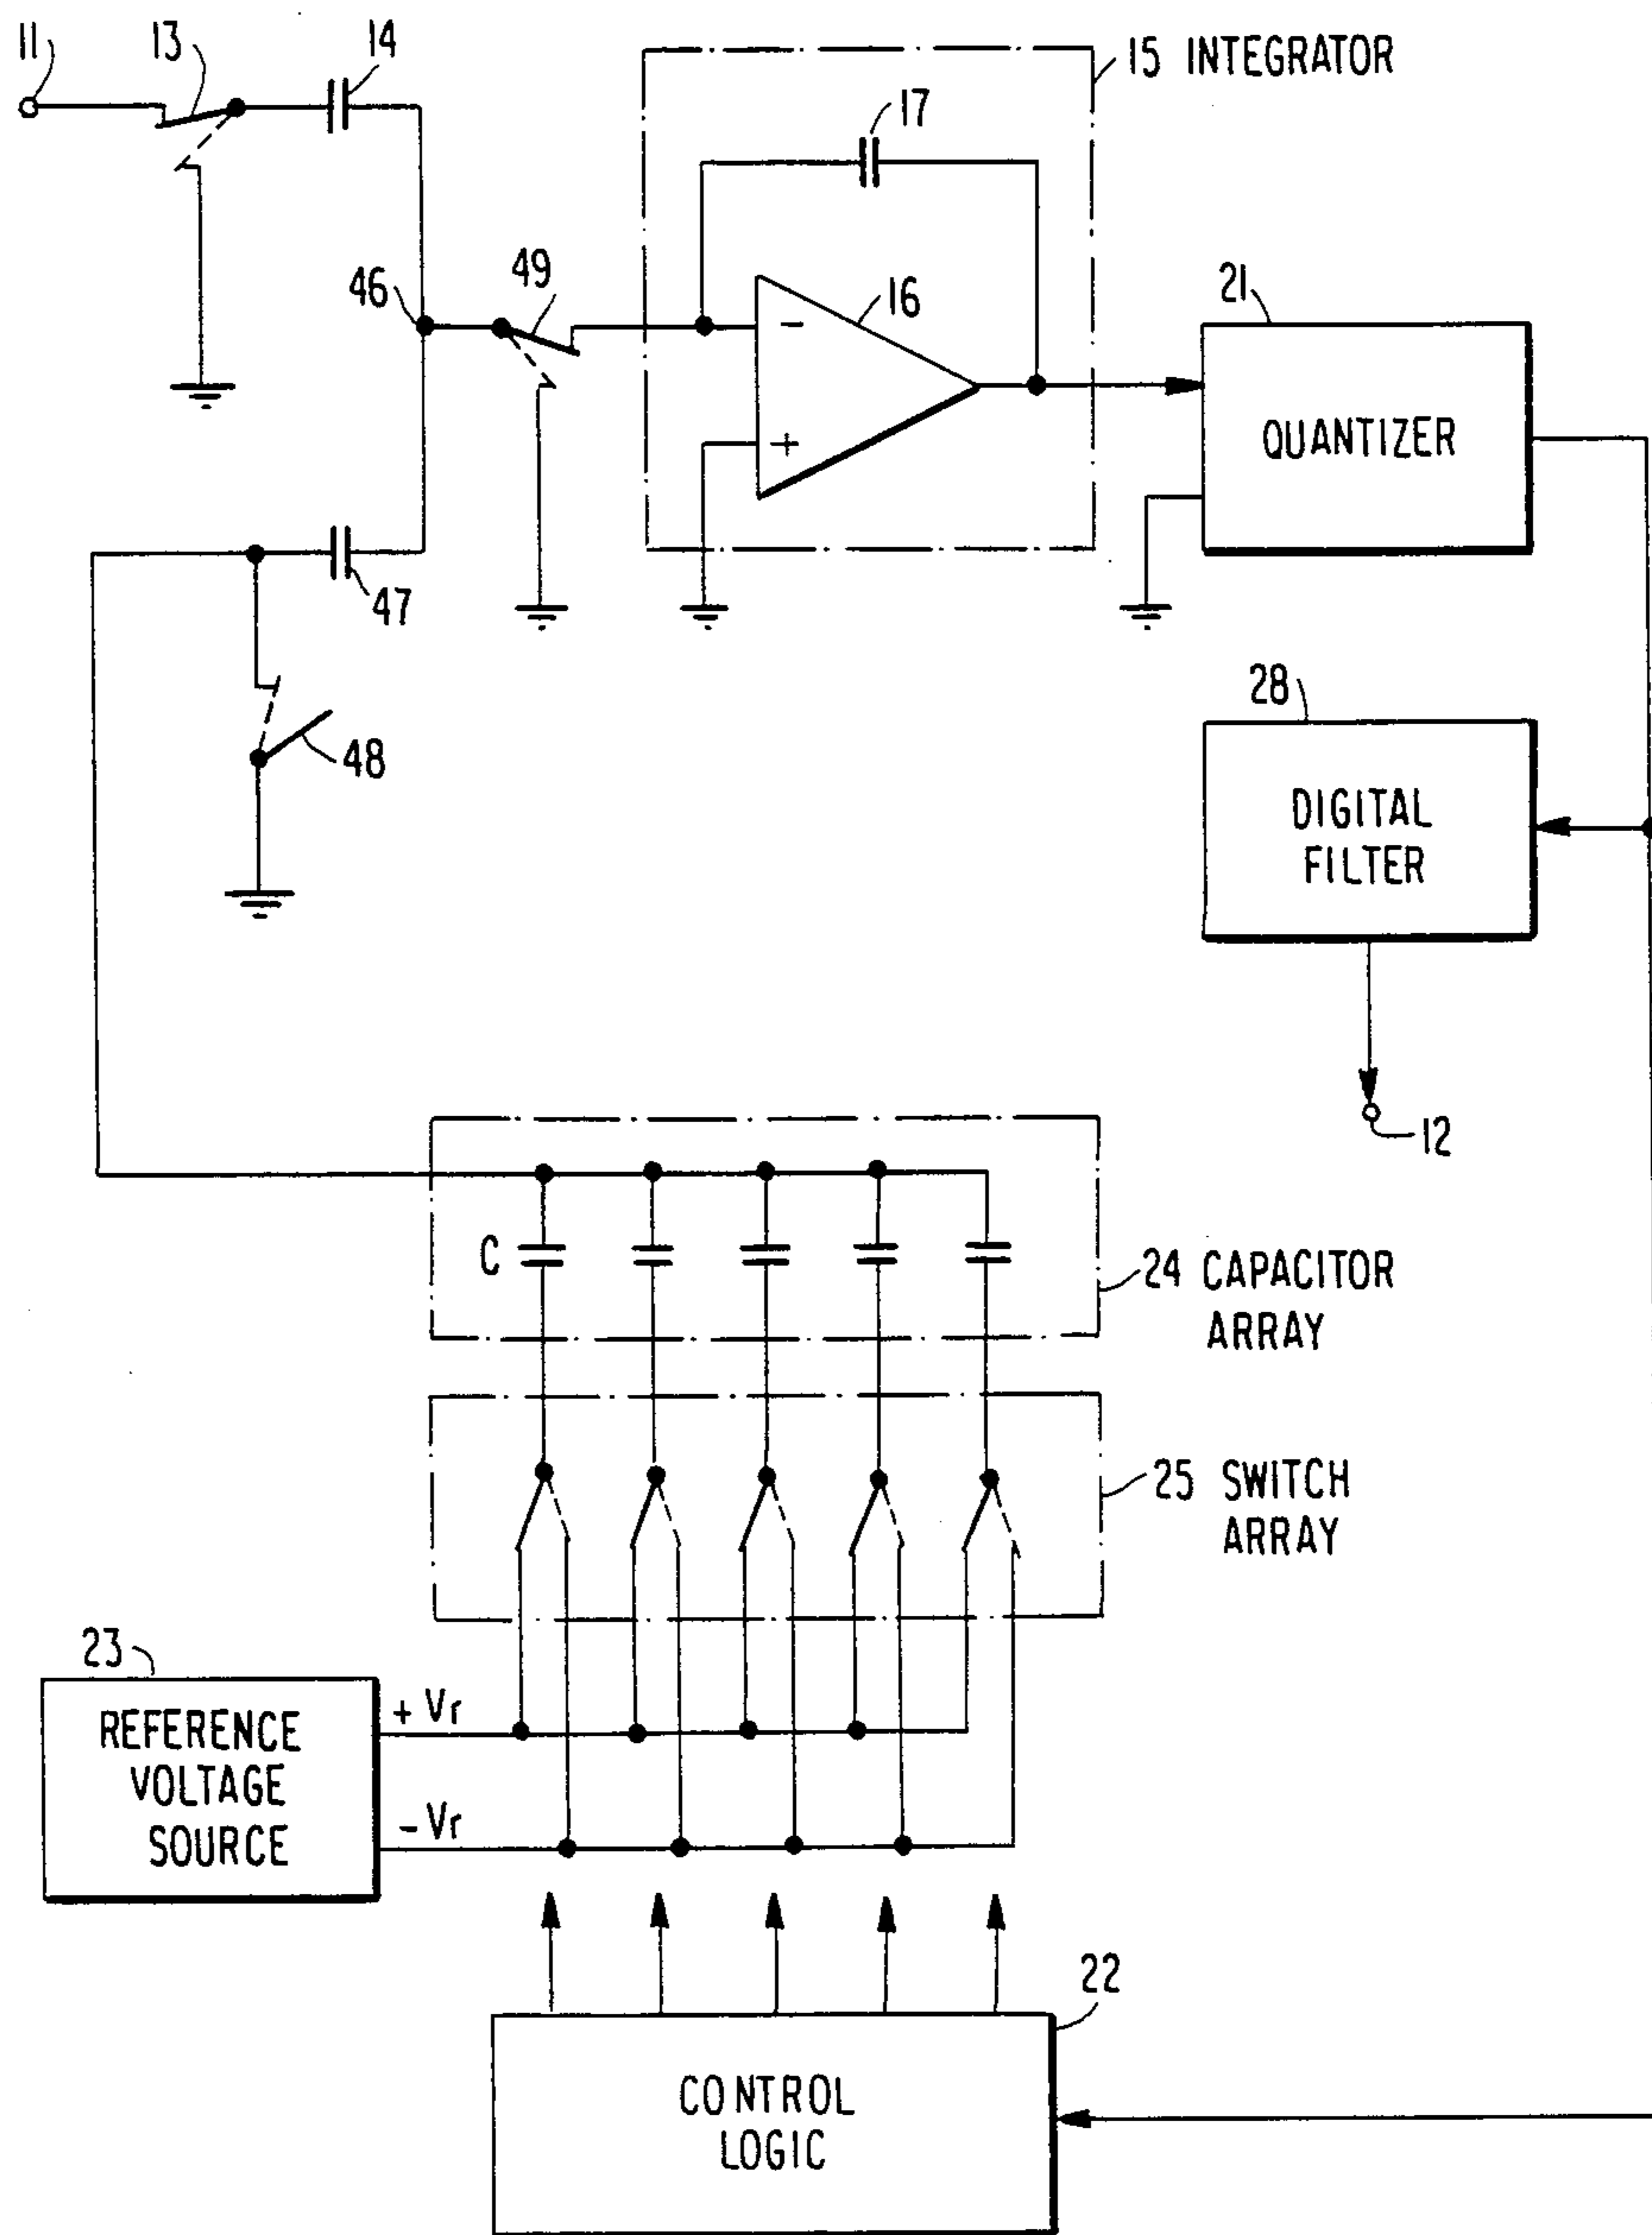 11
13
14
15 INTEGRATOR
17
46
49
16
-
+
21
QUANTIZER
47
48
28
DIGITAL
FILTER
12
C
24 CAPACITOR
ARRAY
25 SWITCH
ARRAY
23
REFERENCE
VOLTAGE
SOURCE
+ Vr
- Vr
22
CONTROL
LOGIC